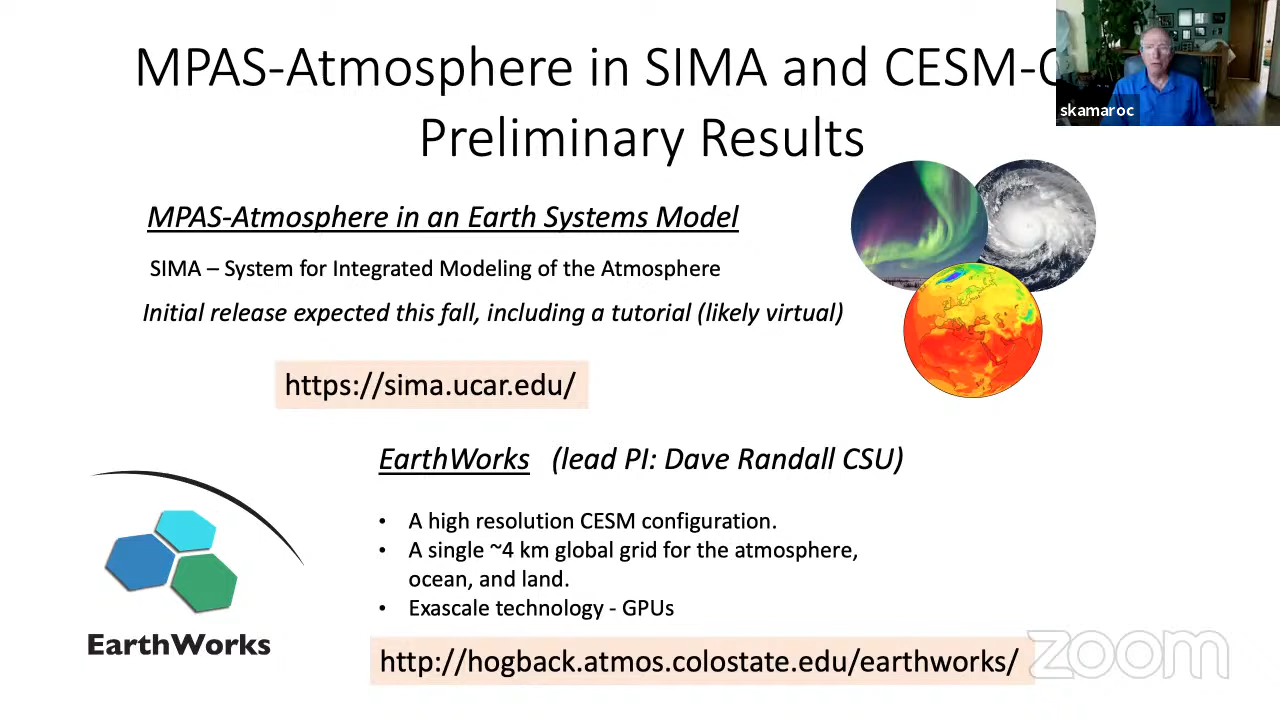 MPAS-Atmosphere in SIMA and CESM-
Preliminary Results
skamaroc
MPAS-Atmosphere in an Earth Systems Model
SIMA – System for Integrated Modeling of the Atmosphere
Initial release expected this fall, including a tutorial (likely virtual)
https://sima.ucar.edu/
EarthWorks (lead PI: Dave Randall CSU)
• A high resolution CESM configuration.
• A single ~4 km global grid for the atmosphere,
ocean, and land.
• Exascale technology - GPUs
EarthWorks
http://hogback.atmos.colostate.edu/earthworks/
zoom